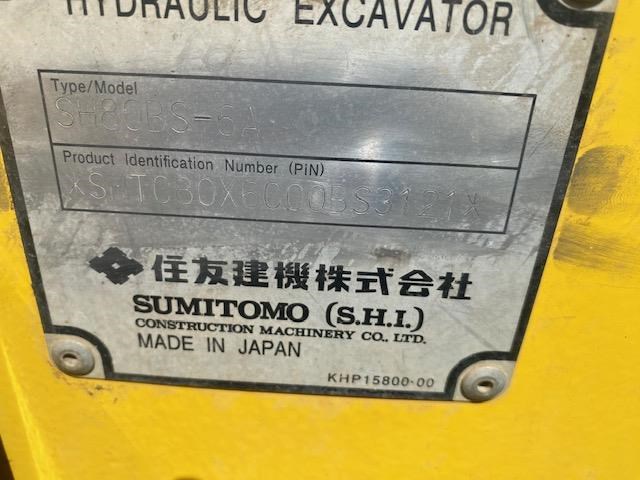 HYDRAULIC EXCAVATOR
Type/Model
SH80BS-6A
Product Identification Number (PiN)
住友建機株式会社
SUMITOMO (S.H.I.)
CONSTRUCTION MACHINERY CO., LTD.
MADE IN JAPAN
KHP15800-00